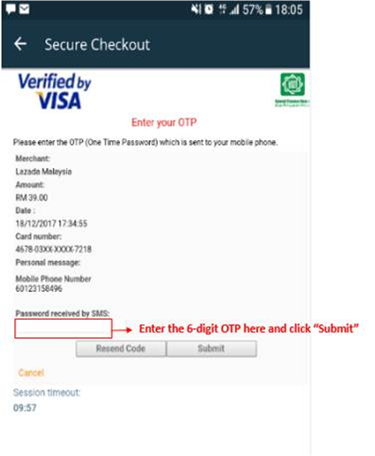 57% 18:05
Secure Checkout
Verified by
VISA
Enter your OTP
Please enter the OTP (One Time Password) which is sent to your mobile phone.
Merchant:
Lazada Malaysia
Amount:
RM 39.00
Date :
18/12/2017 17:34:55
Card number:
4678-03XX-XXXX-7218
Personal message:
Mobile Phone Number
60123158496
Password received by SMS:
Enter the 6-digit OTP here and click “Submit”
Resend Code Submit
Cancel
Session timeout:
09:57